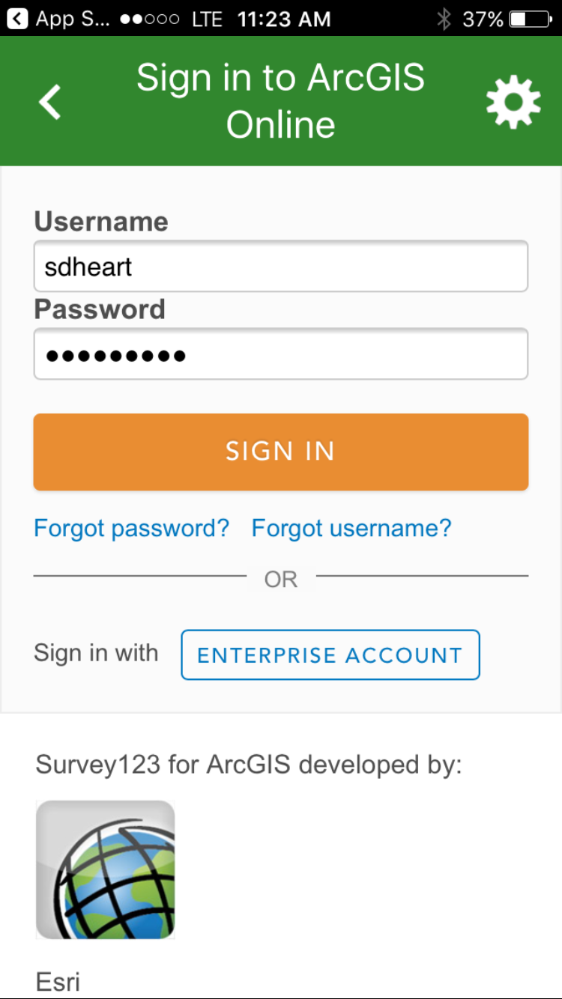 App S... LTE 11:23 AM 37%
Sign in to ArcGIS
Online
Username
sdheart
Password
●●●●●●●●●
SIGN IN
Forgot password? Forgot username?
OR
Sign in with ENTERPRISE ACCOUNT
Survey123 for ArcGIS developed by:
Esri